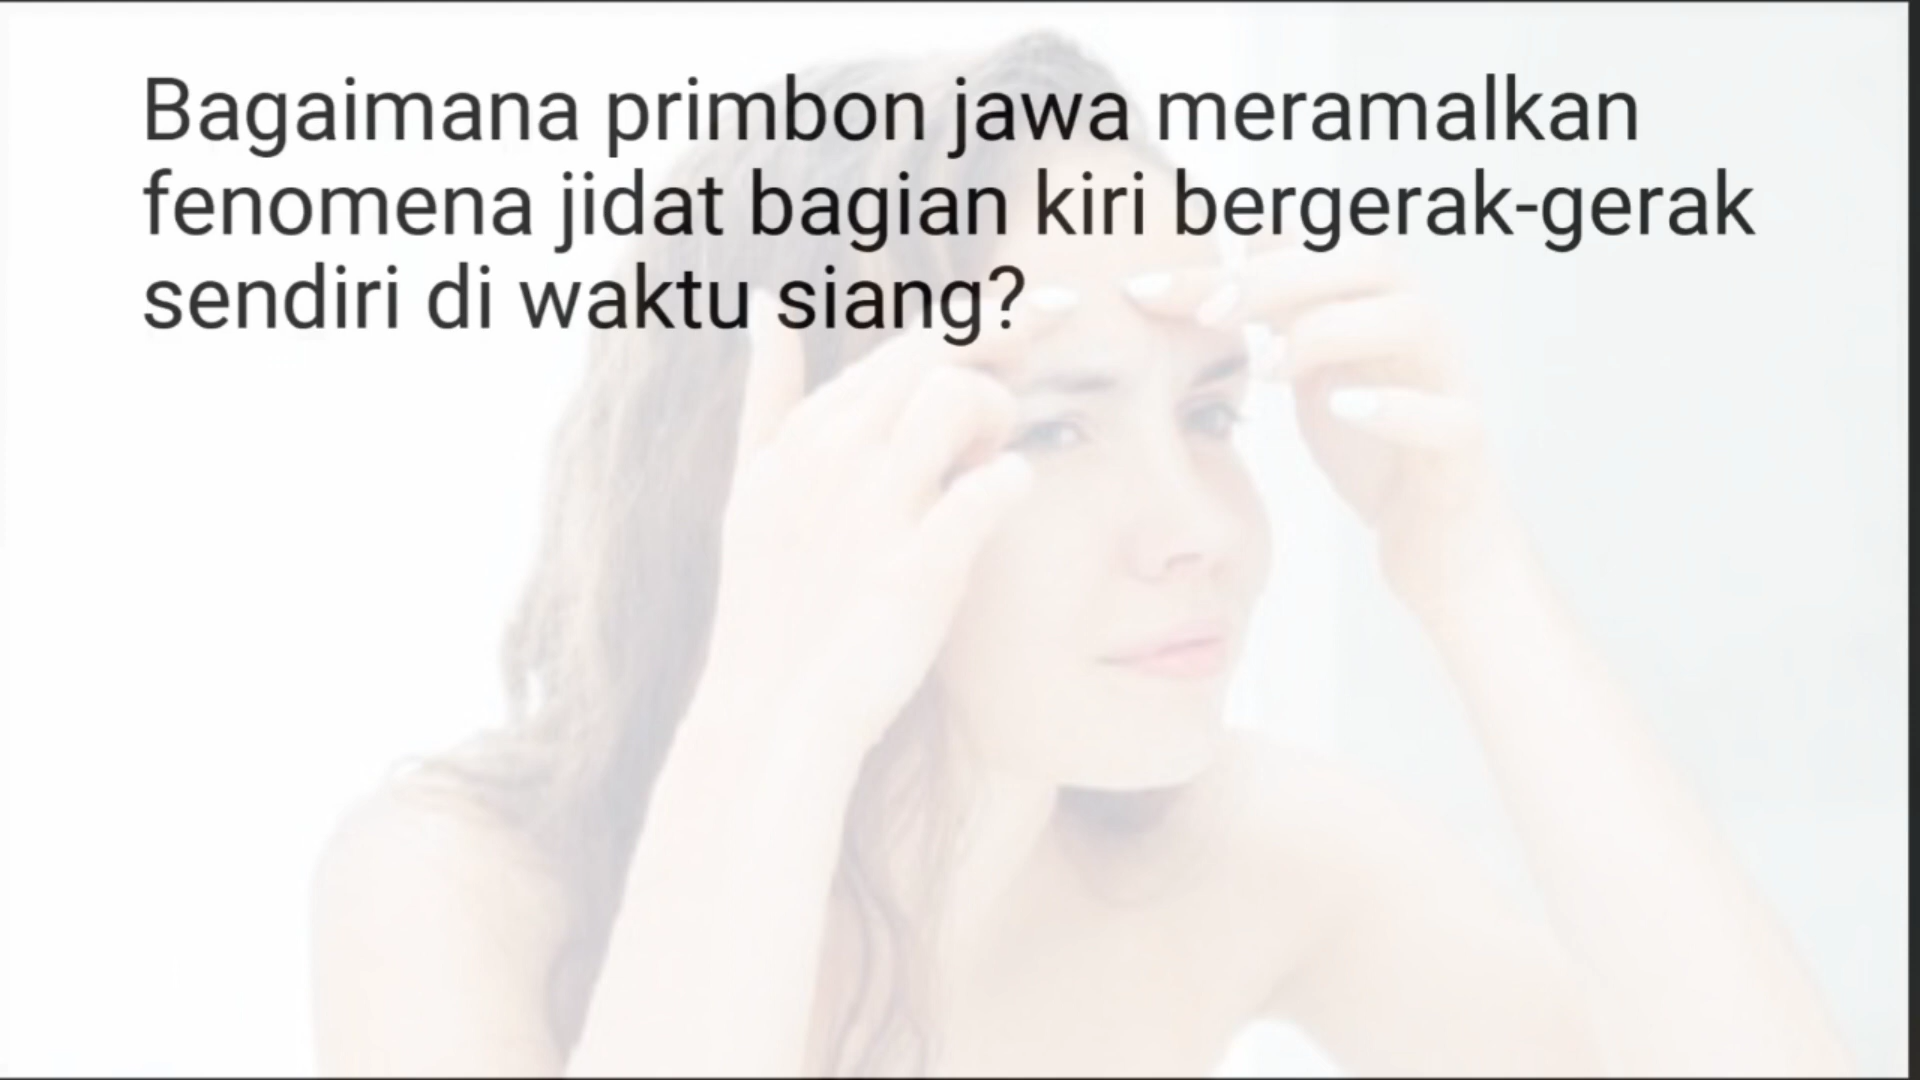 Bagaimana primbon jawa meramalkan
fenomena jidat bagian kiri bergerak-gerak
sendiri di waktu siang?